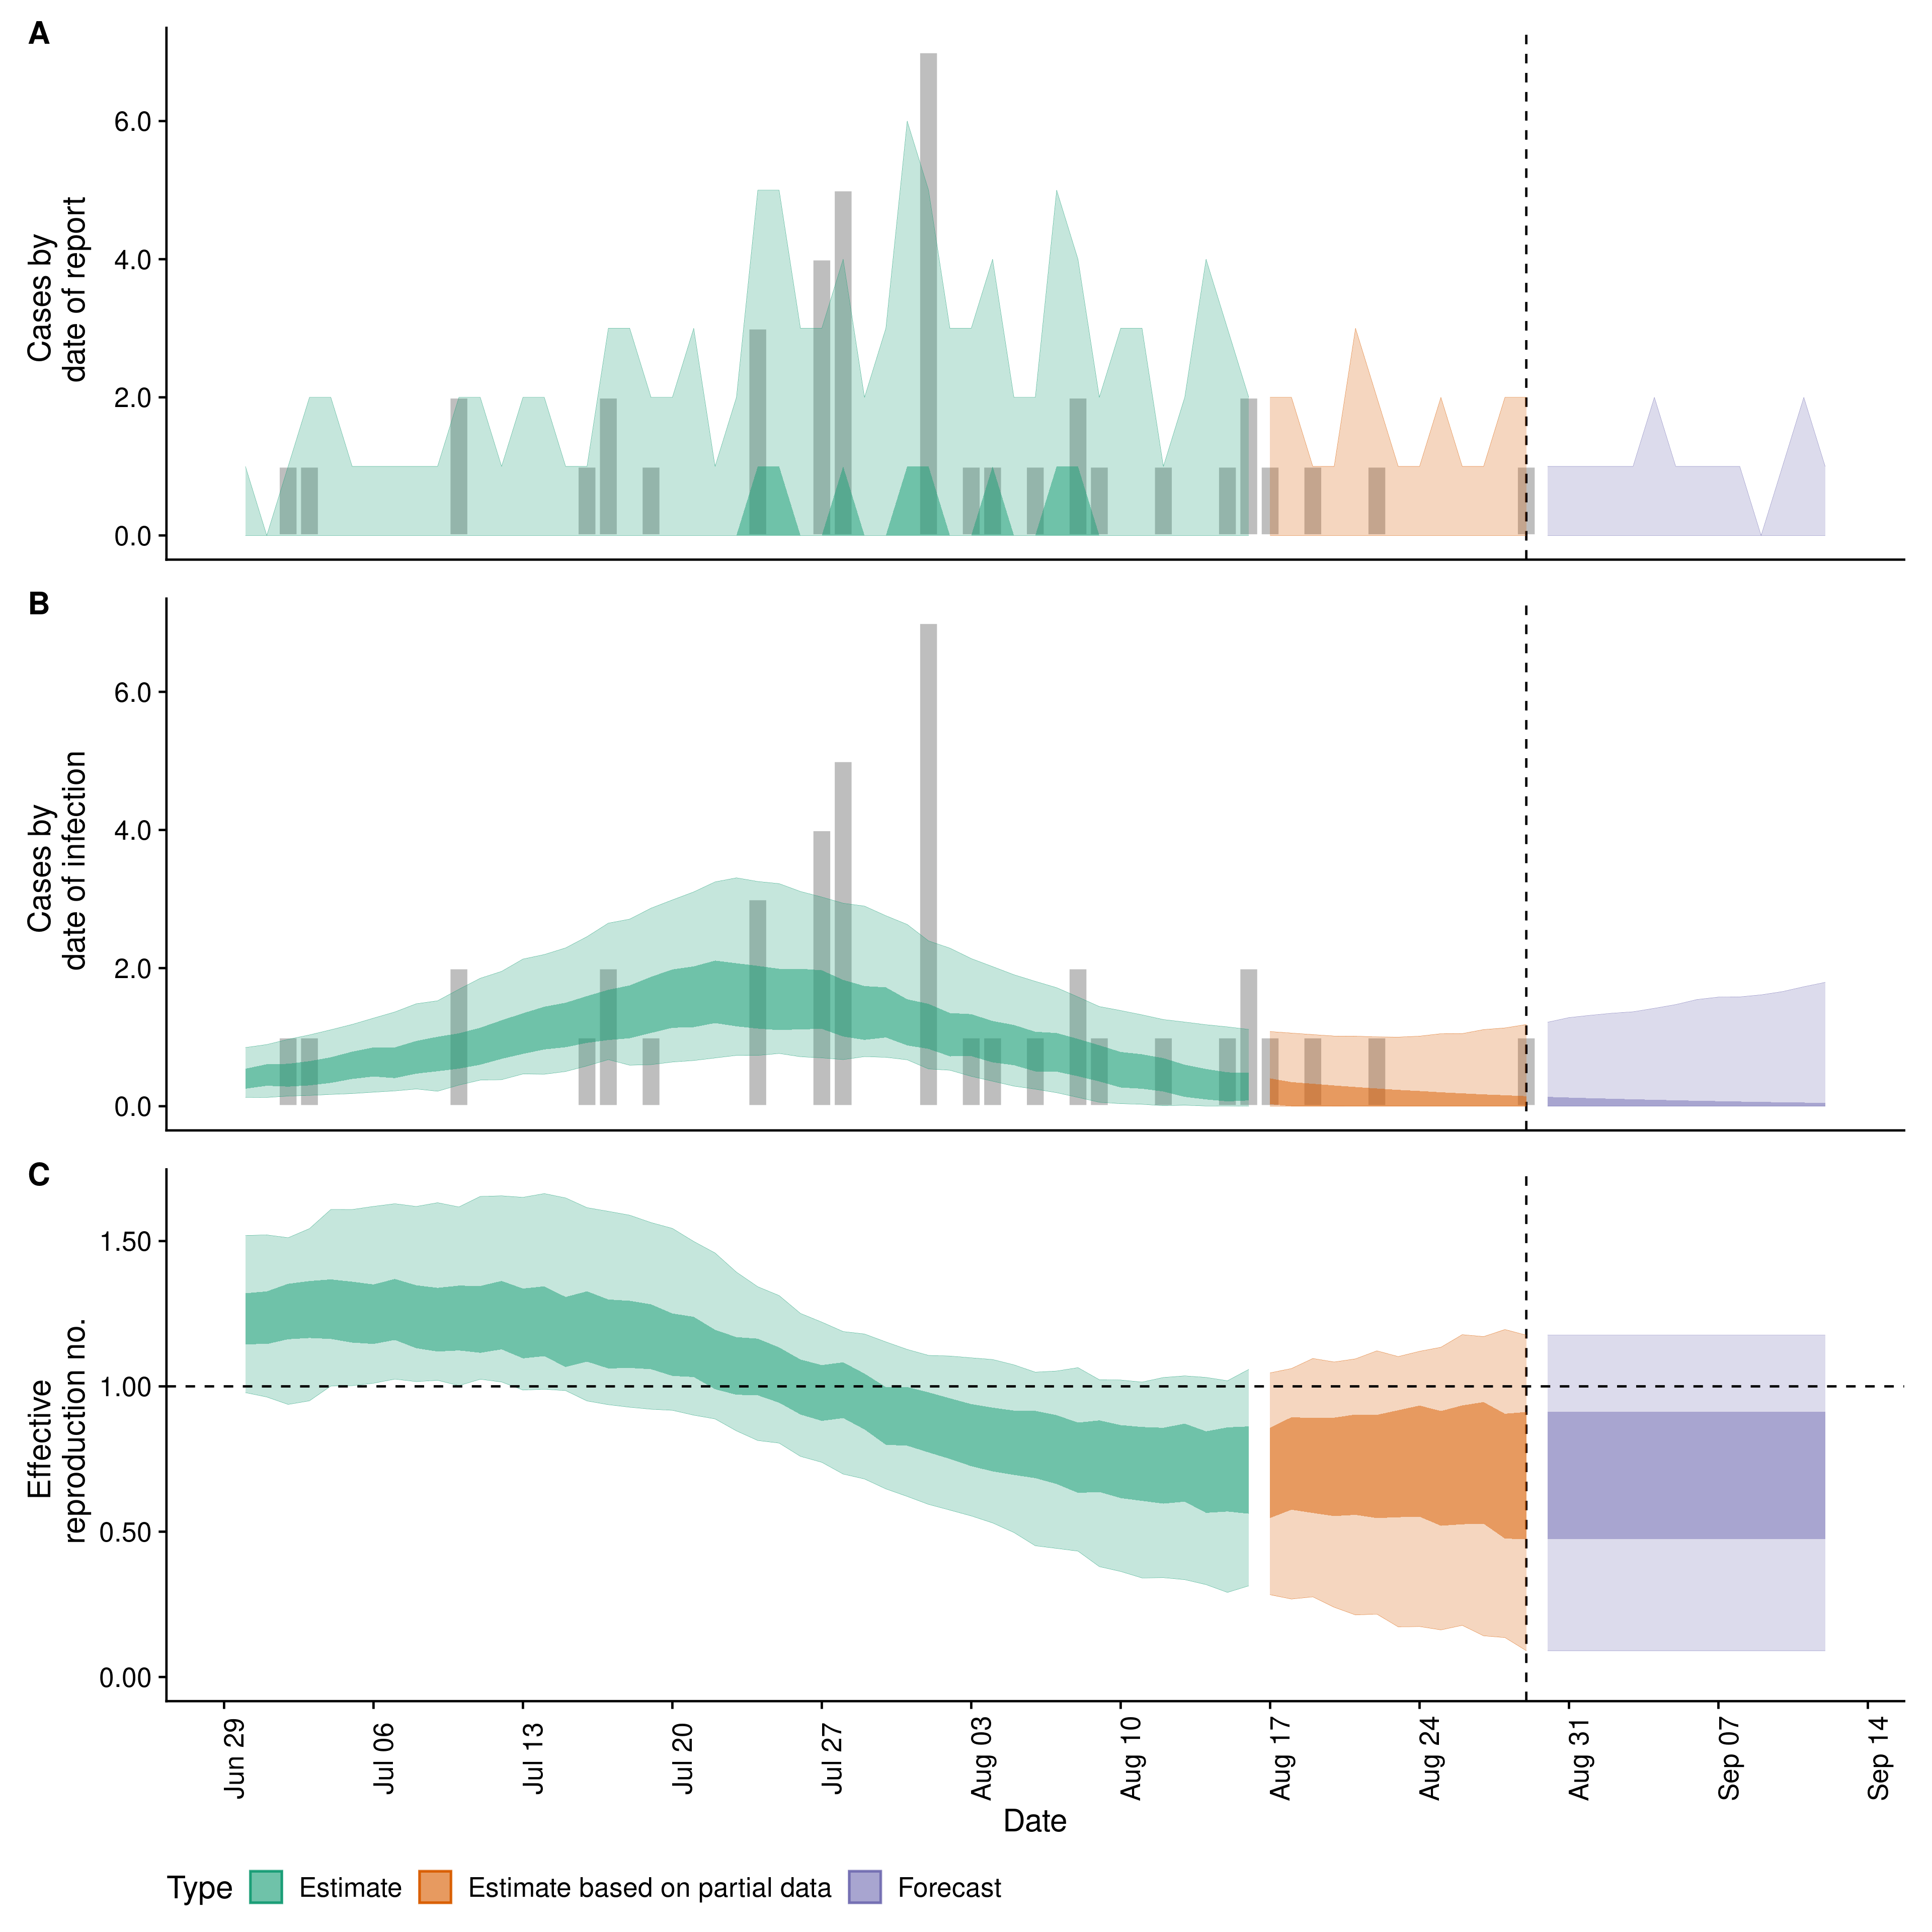 A
6.0
4.0
2.0
0.0
Cases by
date of report
B
6.0
4.0
2.0
0.0
Cases by
date of infection
C
1.50
1.00
0.50
0.00
Effective
reproduction no.
Jun 29
Jul 06
Jul 13
Jul 20
Jul 27
Aug 03
Aug 10
Aug 17
Aug 24
Aug 31
Sep 07
Sep 14
Date
Type Estimate Estimate based on partial data Forecast